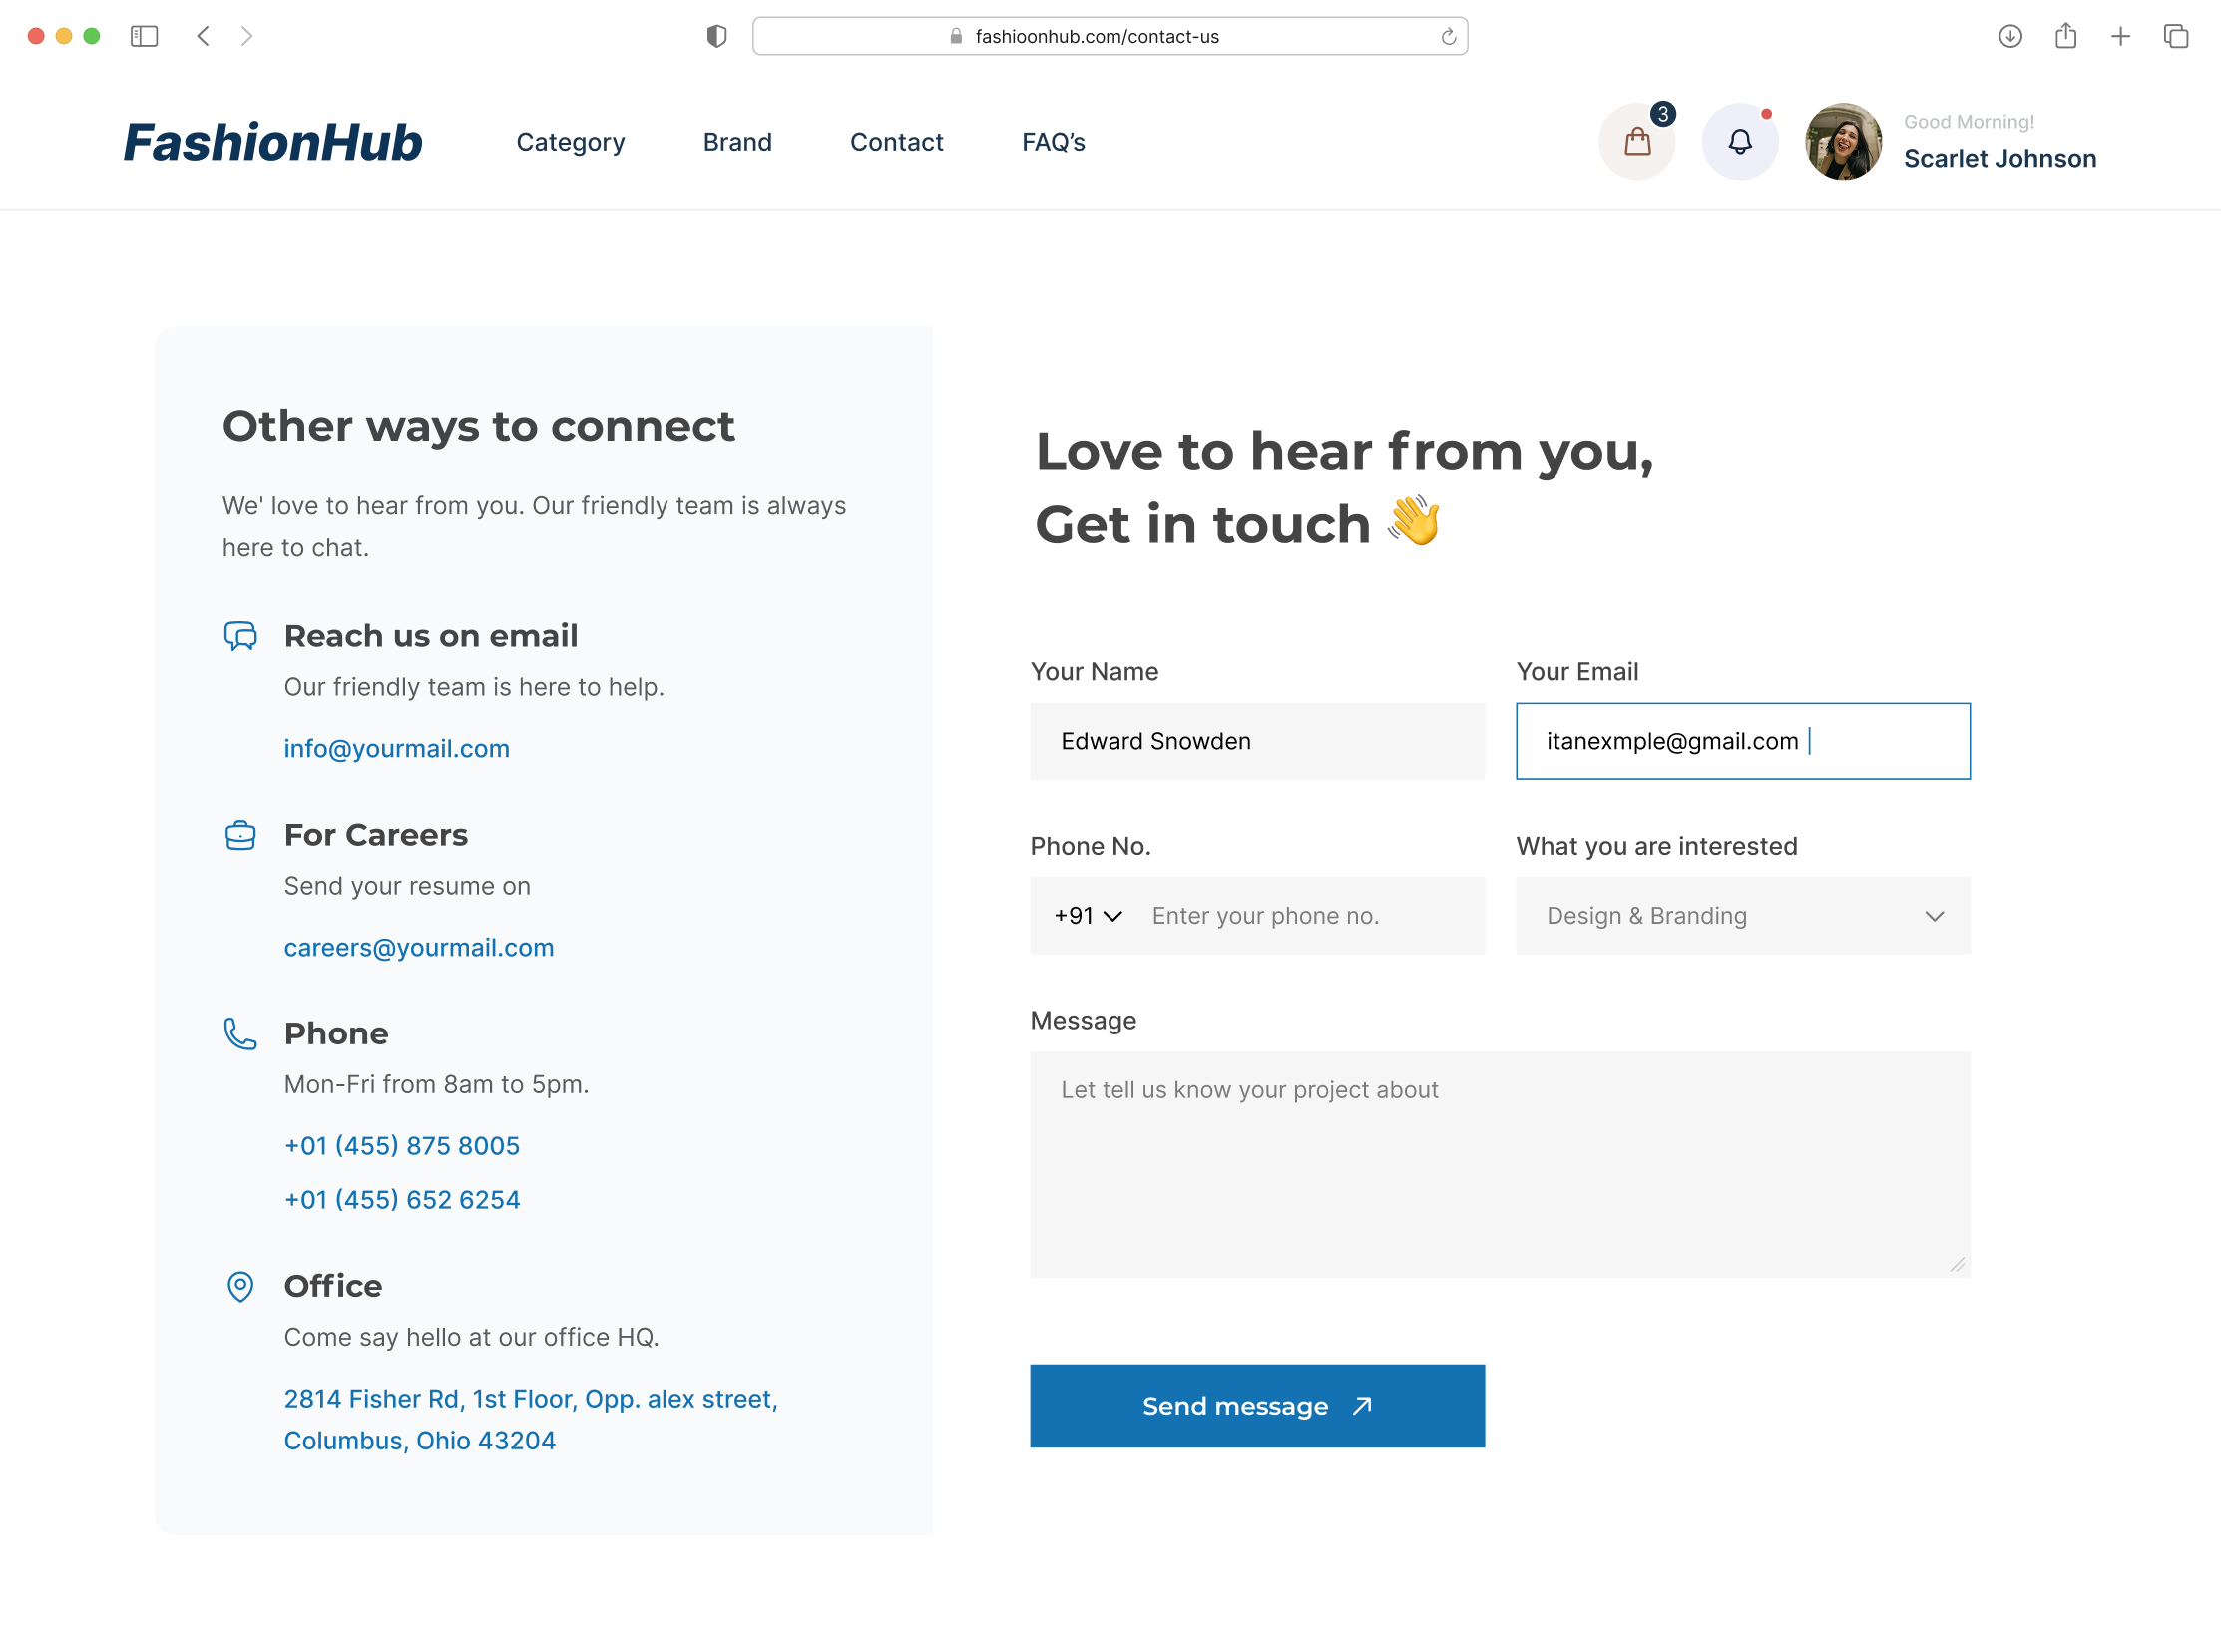 fashioonhub.com/contact-us
FashionHub
Category
Brand
Contact
FAQ’s
3
Good Morning!
Scarlet Johnson
Other ways to connect
We' love to hear from you. Our friendly team is always
here to chat.
Reach us on email
Our friendly team is here to help.
info@yourmail.com
For Careers
Send your resume on
careers@yourmail.com
Phone
Mon-Fri from 8am to 5pm.
+01 (455) 875 8005
+01 (455) 652 6254
Office
Come say hello at our office HQ.
2814 Fisher Rd, 1st Floor, Opp. alex street,
Columbus, Ohio 43204
Love to hear from you,
Get in touch 👋
Your Name
Edward Snowden
Your Email
itanexmple@gmail.com
Phone No.
+91
Enter your phone no.
What you are interested
Design & Branding
Message
Let tell us know your project about
Send message